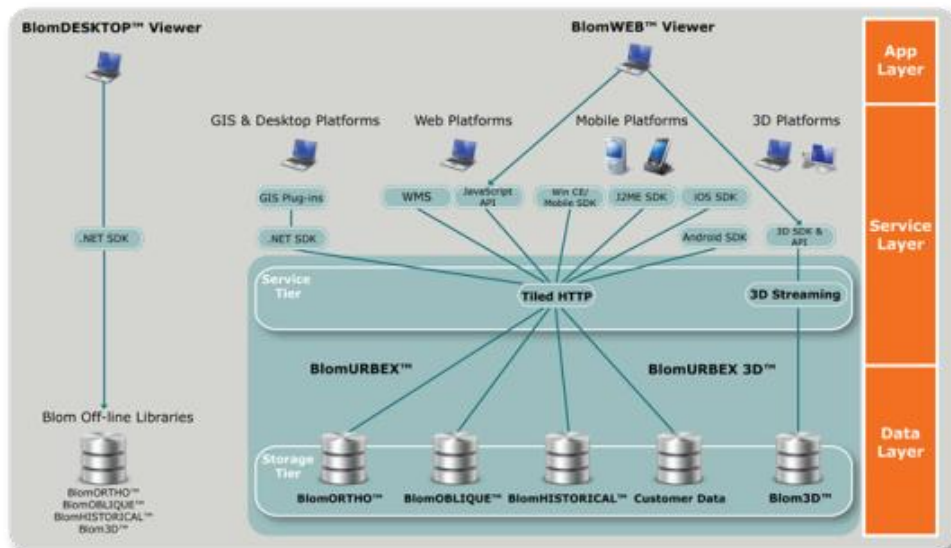 BlomDESKTOP™ Viewer
BlomWEB™ Viewer
App
Layer
GIS & Desktop Platforms
Web Platforms
Mobile Platforms
3D Platforms
GIS Plug-ins
WMS
JavaScript
API
Win CE/
Mobile SDK
J2ME SDK
iOS SDK
.NET SDK
.NET SDK
Android SDK
3D SDK &
API
Service
Layer
Service
Tier
Tiled HTTP
3D Streaming
BlomURBEX™
BlomURBEX 3D™
Blom Off-line Libraries
Data
Layer
Storage
Tier
BlomORTHO™
BlomOBLIQUE™
BlomHISTORICAL™
Blom3D™
BlomORTHO™
BlomOBLIQUE™
BlomHISTORICAL™
Customer Data
Blom3D™